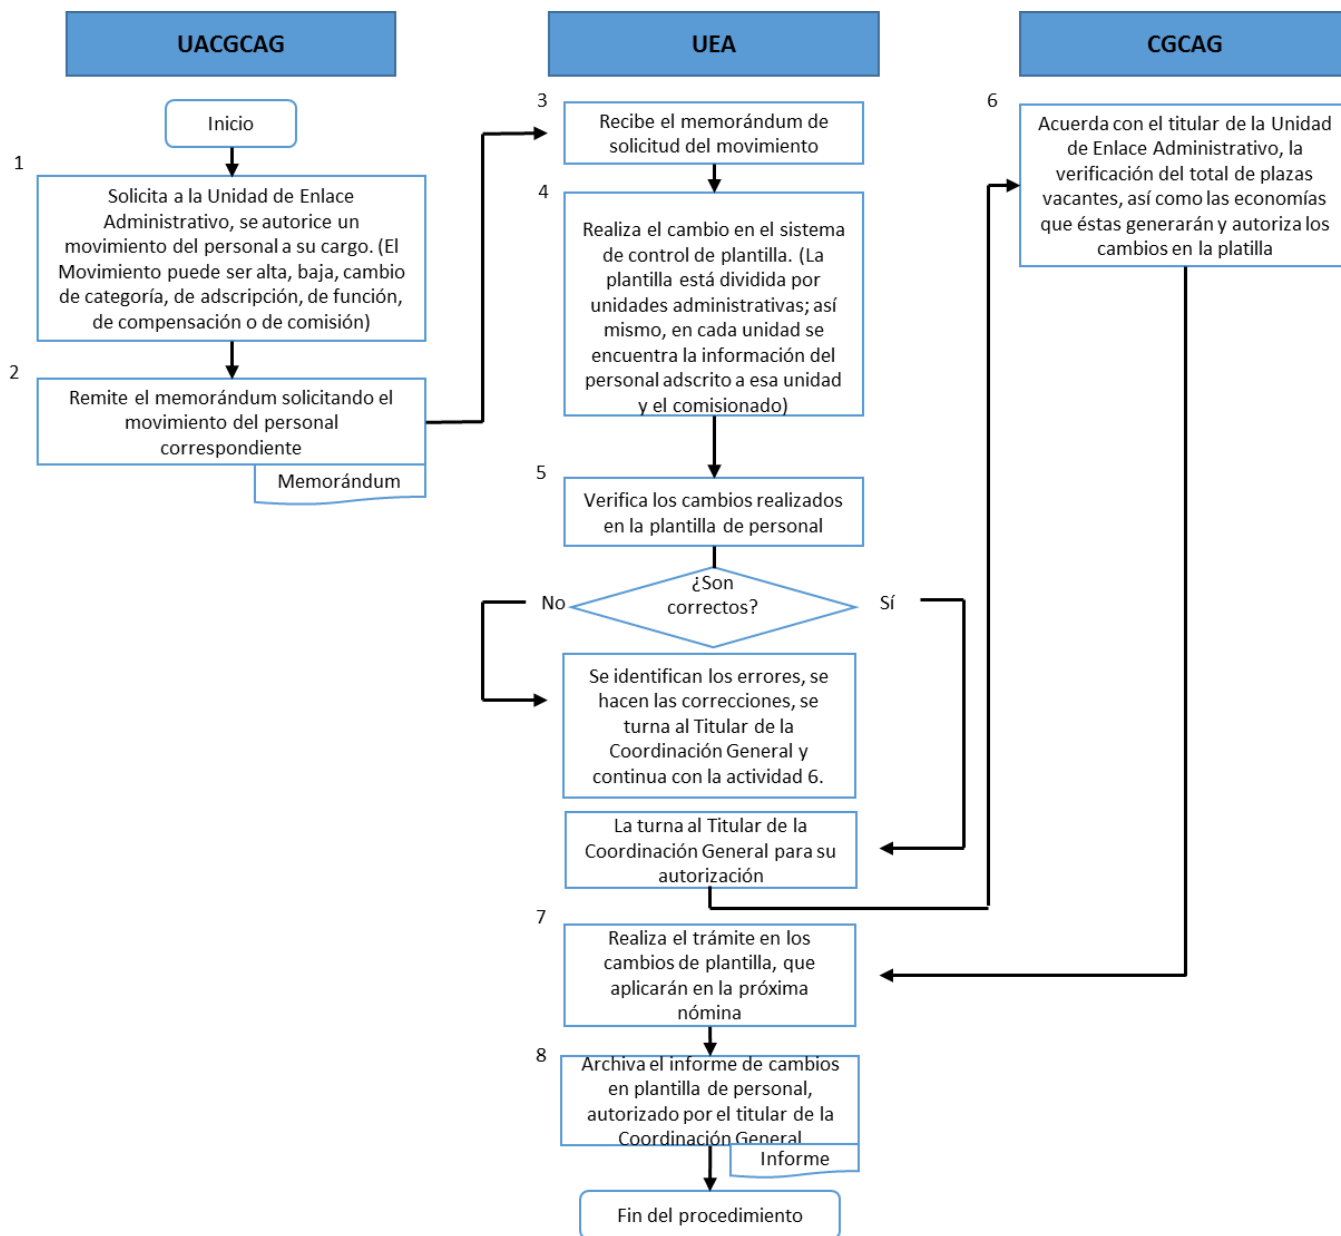 UACGCAG
UEA
CGCAG
Inicio
1
Solicita a la Unidad de Enlace
Administrativo, se autorice un
movimiento del personal a su cargo. (El
Movimiento puede ser alta, baja, cambio
de categoría, de adscripción, de función,
de compensación o de comisión)
2
Remite el memorándum solicitando el
movimiento del personal
correspondiente
Memorándum
3
Recibe el memorándum de
solicitud del movimiento
4
Realiza el cambio en el sistema
de control de plantilla. (La
plantilla está dividida por
unidades administrativas; así
mismo, en cada unidad se
encuentra la información del
personal adscrito a esa unidad
y el comisionado)
5
Verifica los cambios realizados
en la plantilla de personal
¿Son
correctos?
No
Sí
Se identifican los errores, se
hacen las correcciones, se
turna al Titular de la
Coordinación General y
continua con la actividad 6.
La turna al Titular de la
Coordinación General para su
autorización
6
Acuerda con el titular de la Unidad
de Enlace Administrativo, la
verificación del total de plazas
vacantes, así como las economías
que éstas generarán y autoriza los
cambios en la platilla
7
Realiza el trámite en los
cambios de plantilla, que
aplicarán en la próxima
nómina
8
Archiva el informe de cambios
en plantilla de personal,
autorizado por el titular de la
Coordinación General
Informe
Fin del procedimiento